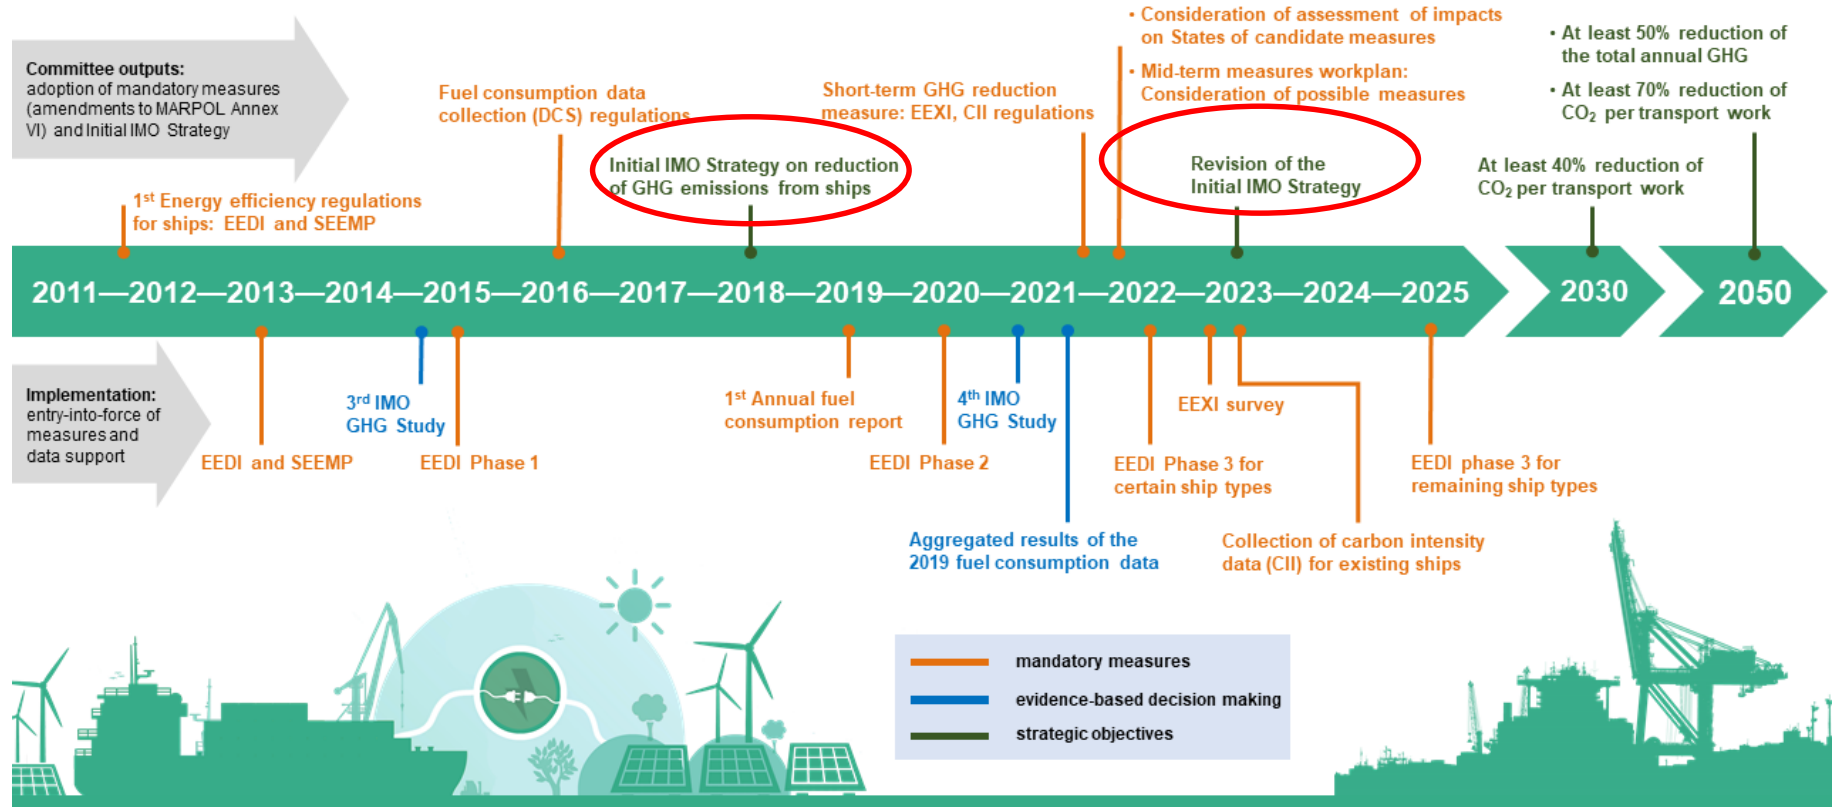 Committee outputs:
adoption of mandatory measures
(amendments to MARPOL Annex
VI) and Initial IMO Strategy
1st Energy efficiency regulations
for ships: EEDI and SEEMP
Fuel consumption data
collection (DCS) regulations
Initial IMO Strategy on reduction
of GHG emissions from ships
Short-term GHG reduction
measure: EEXI, CII regulations
• Consideration of assessment of impacts
on States of candidate measures
• Mid-term measures workplan:
Consideration of possible measures
Revision of the
Initial IMO Strategy
At least 40% reduction of
CO2 per transport work
• At least 50% reduction of
the total annual GHG
• At least 70% reduction of
CO2 per transport work
2011—2012—2013—2014—2015—2016—2017—2018—2019—2020—2021—2022—2023—2024—2025
2030
2050
Implementation:
entry-into-force of
measures and
data support
EEDI and SEEMP
3rd IMO
GHG Study
EEDI Phase 1
1st Annual fuel
consumption report
EEDI Phase 2
4th IMO
GHG Study
Aggregated results of the
2019 fuel consumption data
EEDI Phase 3 for
certain ship types
EEXI survey
Collection of carbon intensity
data (CII) for existing ships
EEDI phase 3 for
remaining ship types
mandatory measures
evidence-based decision making
strategic objectives